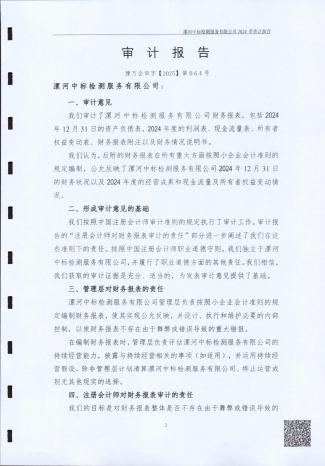 漯河中标检测服务有限公司 2024 年审计报告
审 计 报 告
豫万会审字【2025】第 064 号
漯河中标检测服务有限公司：
一、审计意见
我们审计了漯河中标检测服务有限公司财务报表。包括 2024
年 12 月 31 日的资产负债表、2024 年度的利润表、现金流量表、所有者
权益变动表、财务报表附注以及财务情况说明书。
我们认为，后附的财务报表在所有重大方面按照小企业会计准则的
规定编制，公允反映了漯河中标检测服务有限公司 2024 年 12 月 31 日
的财务状况以及 2024 年度的经营成果和现金流量及所有者权益变动情
况。
二、形成审计意见的基础
我们按照中国注册会计师审计准则的规定执行了审计工作。审计报
告的“注册会计师对财务报表审计的责任”部分进一步阐述了我们在这
些准则下的责任。按照中国注册会计师职业道德守则，我们独立于漯河
中标检测服务有限公司，并履行了职业道德方面的其他责任。我们相信，
我们获取的审计证据是充分、适当的，为发表审计意见提供了基础。
三、管理层对财务报表的责任
漯河中标检测服务有限公司管理层负责按照小企业会计准则的规
定编制财务报表，使其实现公允反映，并设计、执行和维护必要的内部
控制，以使财务报表不存在由于舞弊或错误导致的重大错报。
在编制财务报表时，管理层负责评估漯河中标检测服务有限公司的
持续经营能力，披露与持续经营相关的事项（如适用），并运用持续经
营假设，除非管理层计划清算漯河中标检测服务有限公司、终止运营或
别无其他现实的选择。
四、注册会计师对财务报表审计的责任
我们的目标是对财务报表整体是否不存在由于舞弊或错误导致的
2